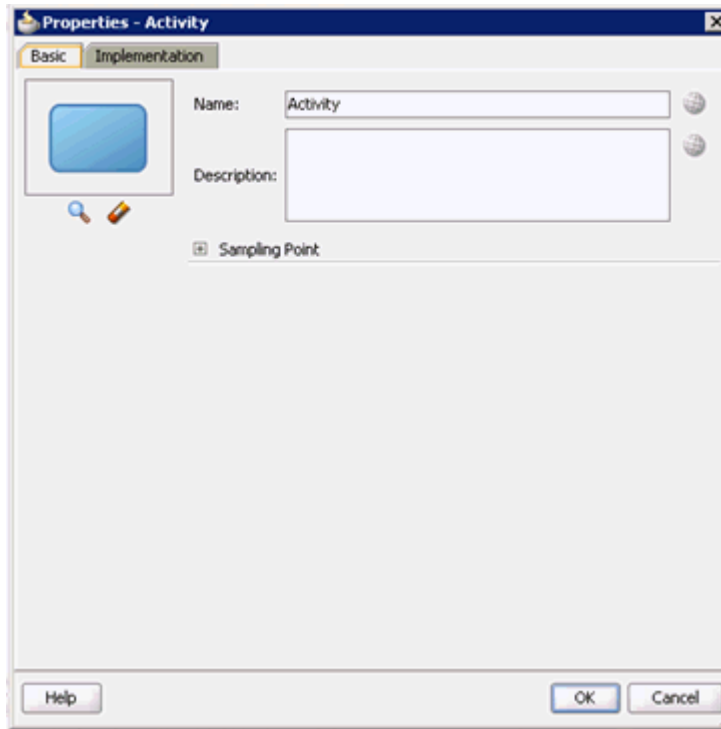 Properties - Activity
Basic Implementation
Name: Activity
Description:
Sampling Point
Help OK Cancel